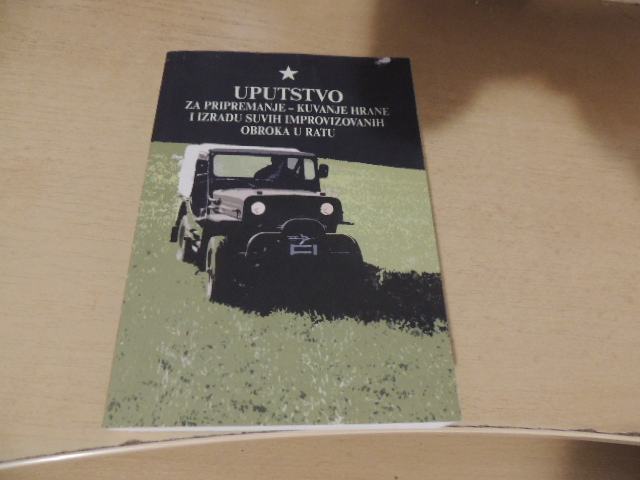 UPUTSTVO
ZA PRIPREMANJE - KUVANJE HRANE
I IZRADU SUVIH IMPROVIZOVANIH
OBROKA U RATU